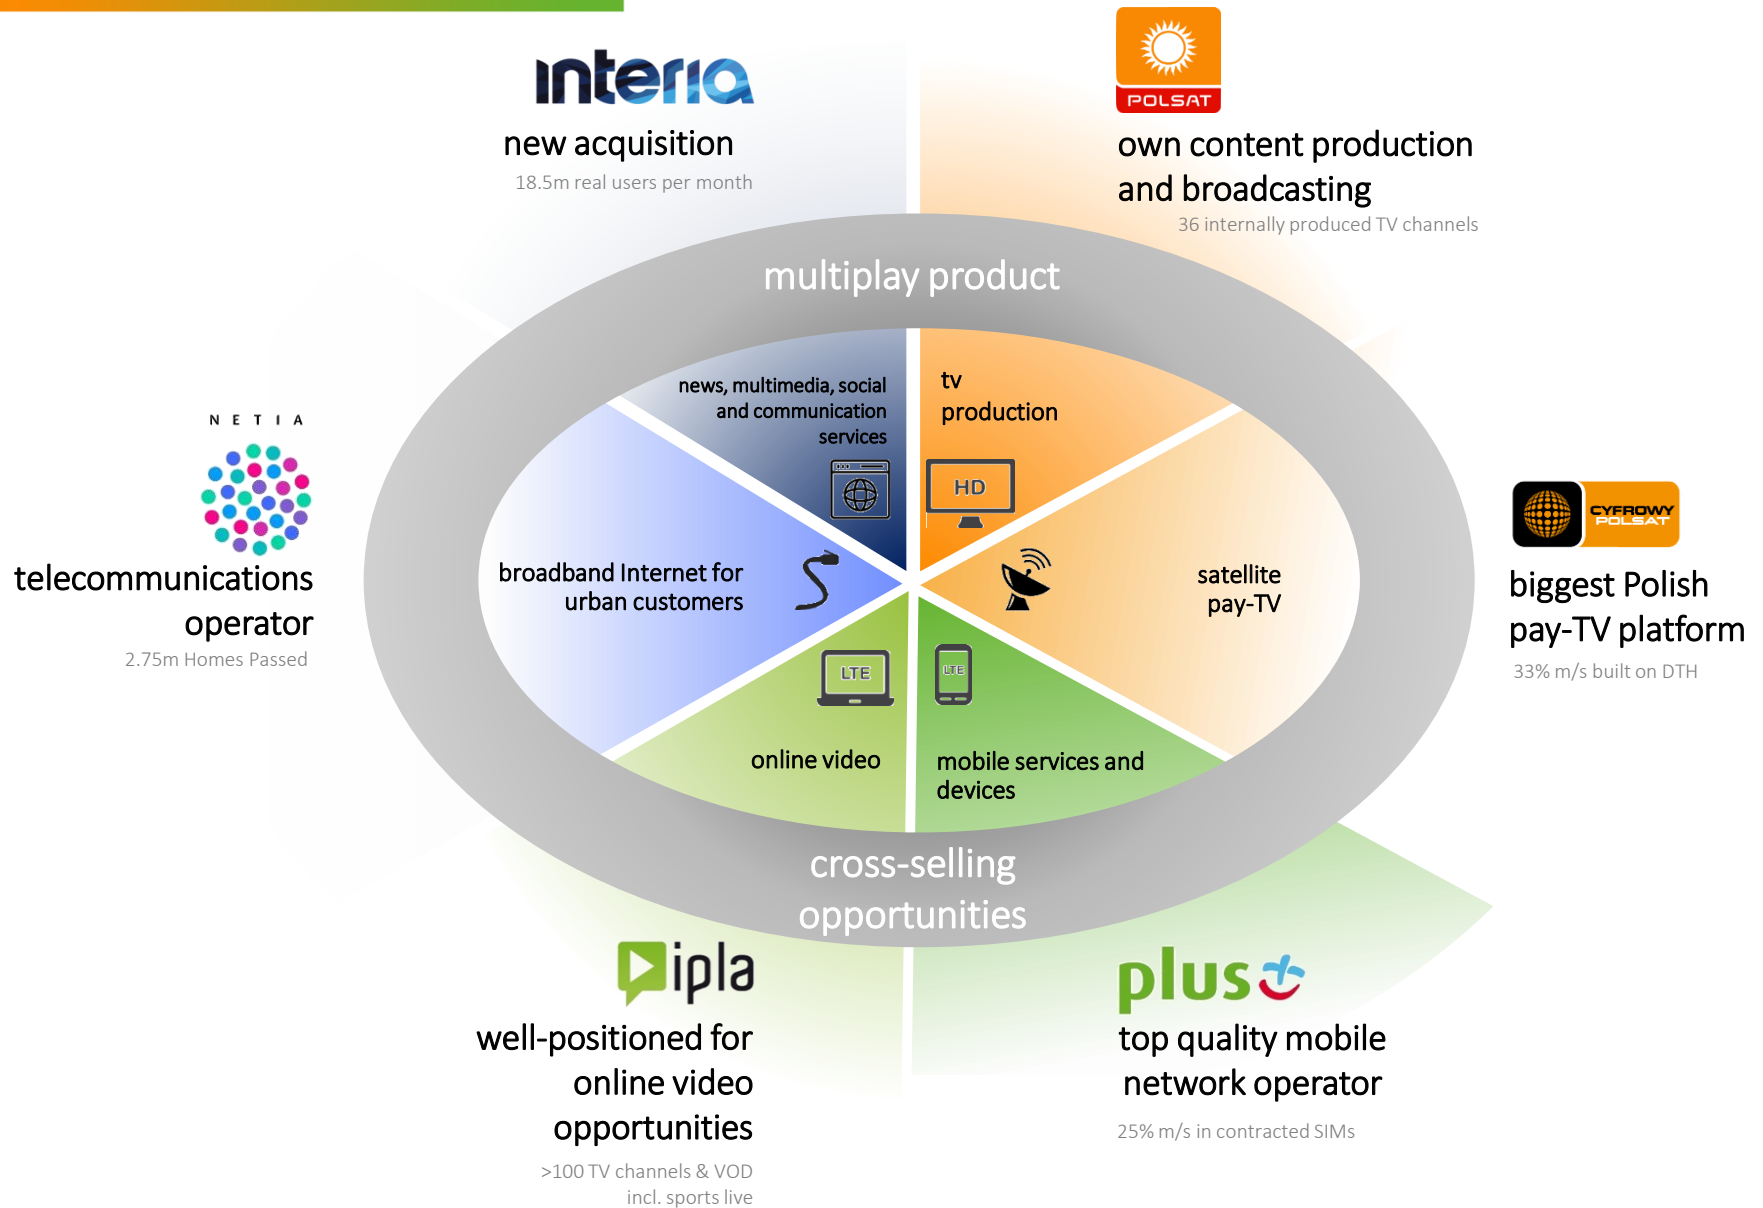 interia
new acquisition
18.5m real users per month
POLSAT
own content production
and broadcasting
36 internally produced TV channels
multiplay product
news, multimedia, social
and communication
services
tv
production
HD
NETIA
telecommunications
operator
2.75m Homes Passed
broadband Internet for
urban customers
satellite
pay-TV
CYFROWY
POLSAT
biggest Polish
pay-TV platform
33% m/s built on DTH
LTE
online video
LTE
mobile services and
devices
cross-selling
opportunities
ipla
well-positioned for
online video
opportunities
>100 TV channels & VOD
incl. sports live
plus
top quality mobile
network operator
25% m/s in contracted SIMs